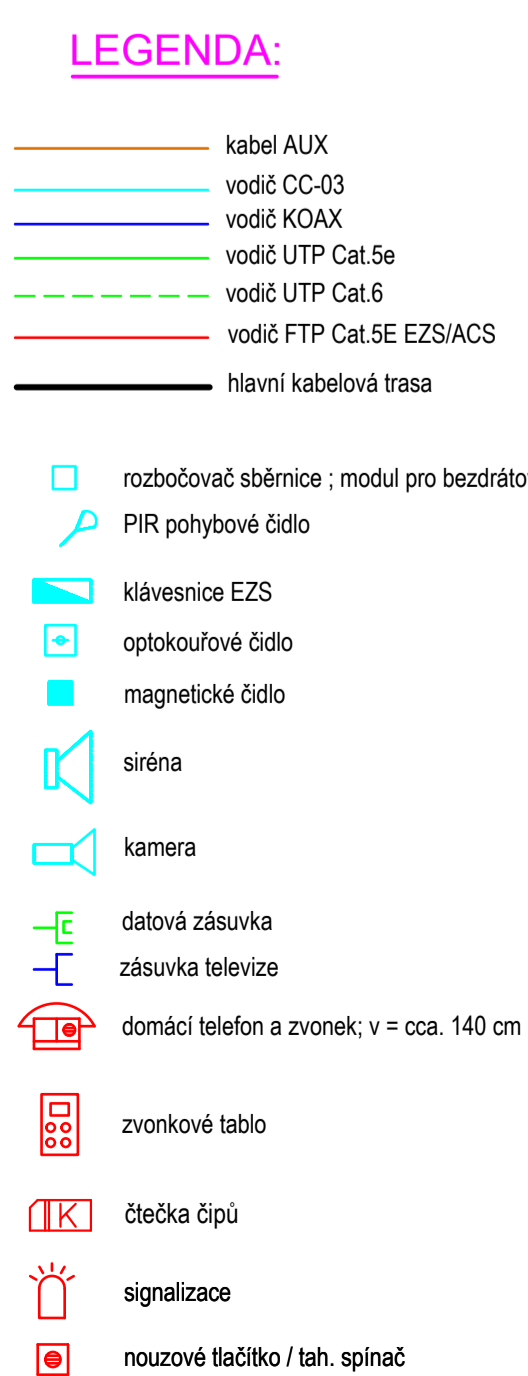 LEGENDA:
kabel AUX
vodič CC-03
vodič KOAX
vodič UTP Cat.5e
vodič UTP Cat.6
vodič FTP Cat.5E EZS/ACS
hlavní kabelová trasa
rozbočovač sběrnice ; modul pro
PIR pohybové čidlo
klávesnice EZS
optokouřové čidlo
magnetické čidlo
siréna
kamera
datová zásuvka
zásuvka televize
domácí telefon a zvonek; v = cca. 140 cm
zvonkové tablo
K čtečka čipů
signalizace
nouzové tlačítko / tah. spínač